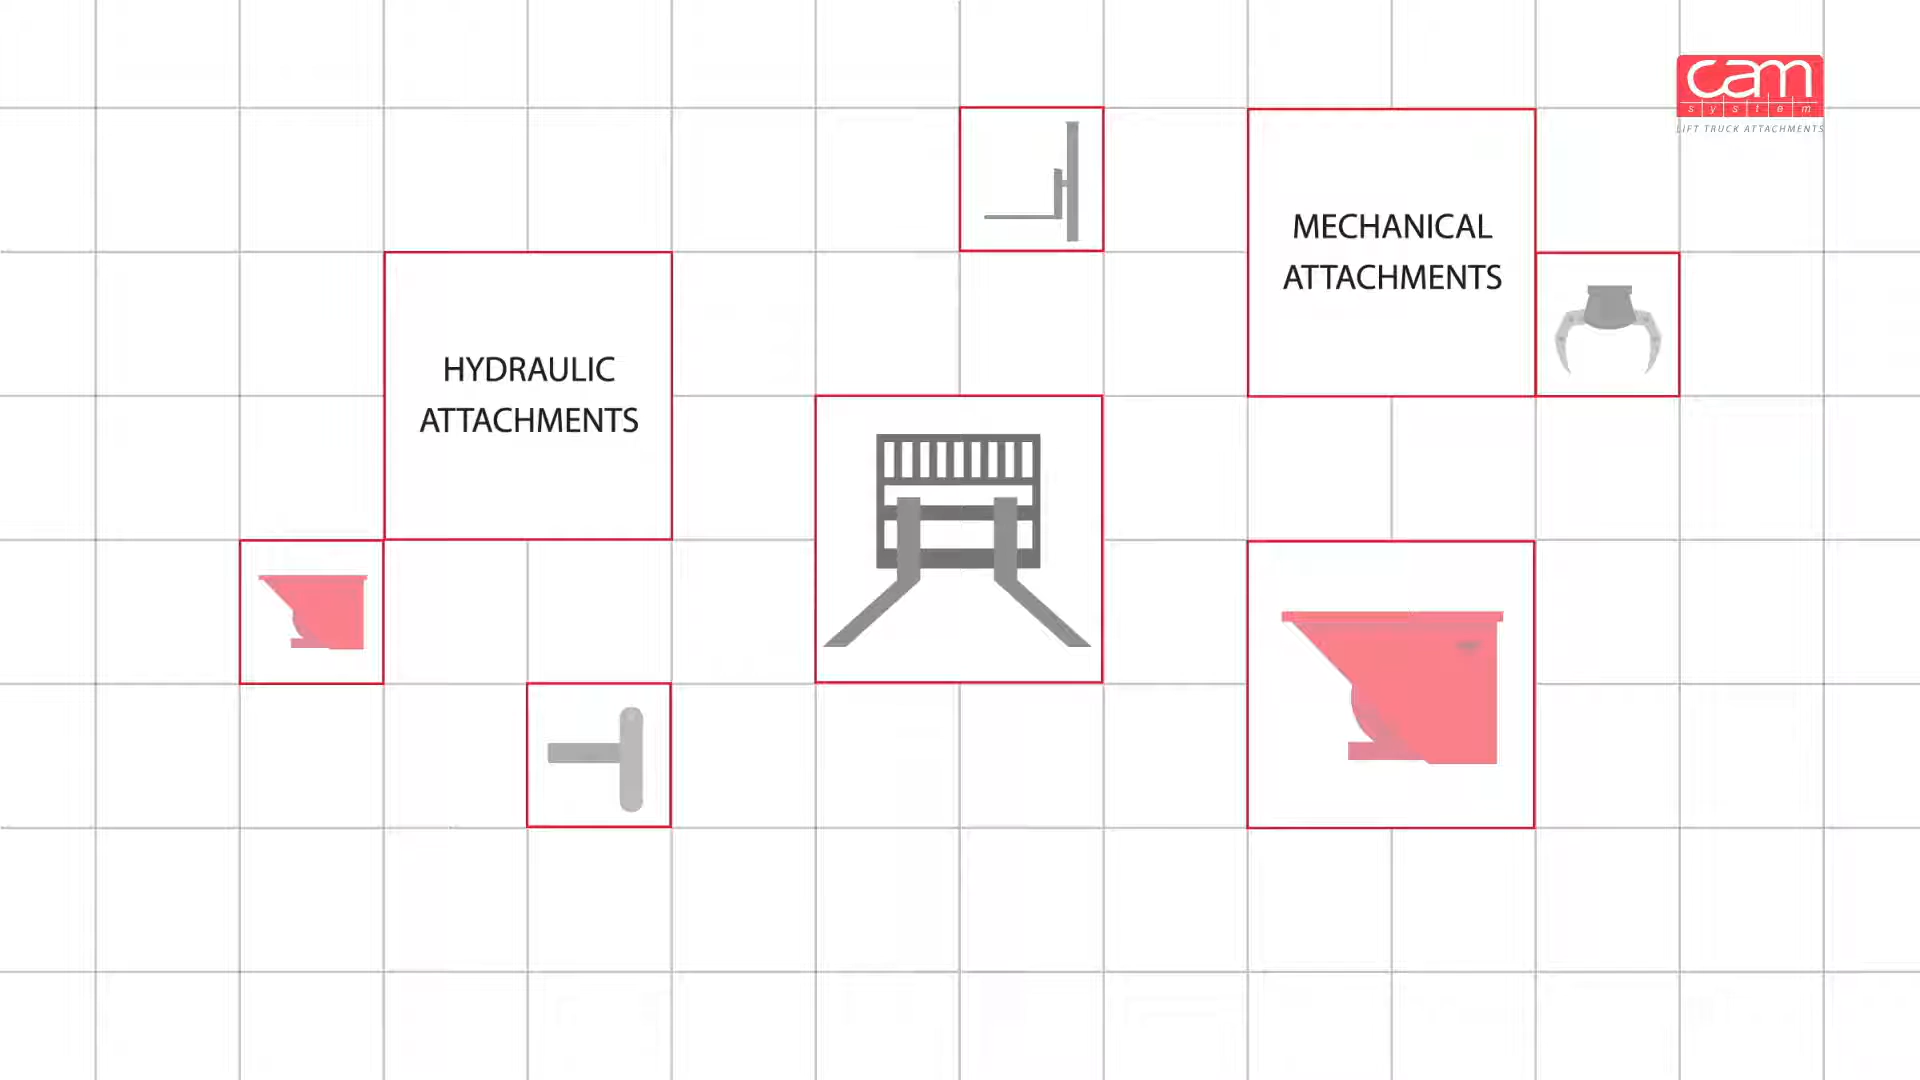 cam
system
LIFT TRUCK ATTACHMENTS
MECHANICAL
ATTACHMENTS
HYDRAULIC
ATTACHMENTS